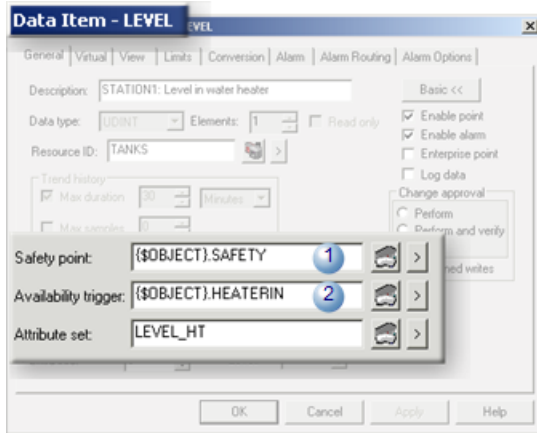 Data Item - LEVEL EVEL
General Virtual View Limits Conversion Alarm Alarm Routing Alarm Options
Description: STATION1: Level in water heater Basic <<
Data type: UDINT Elements: 1 Read only Enable point
Enable alarm
Resource ID: TANKS > Enterprise point
Log data
Trend history Change approval
Max duration 30 Minutes Perform
Max samples 0 Perform and verify
Safety point: {$OBJECT}.SAFETY 1 >
ned writes
Availability trigger: {$OBJECT}.HEATERIN 2 >
Attribute set: LEVEL_HT >
OK Cancel Apply Help